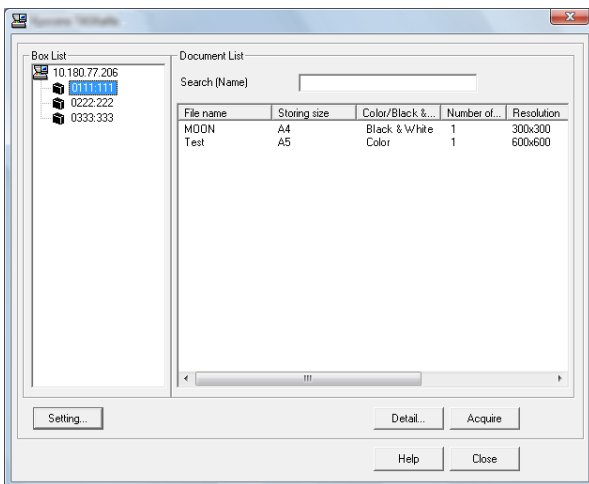 Box List
10.180.77.206
0111:111
0222:222
0333:333
Document List
Search (Name)
File name Storing size Color/Black &... Number of... Resolution
MOON A4 Black & White 1 300x300
Test A5 Color 1 600x600
Setting...
Detail...
Acquire
Help
Close